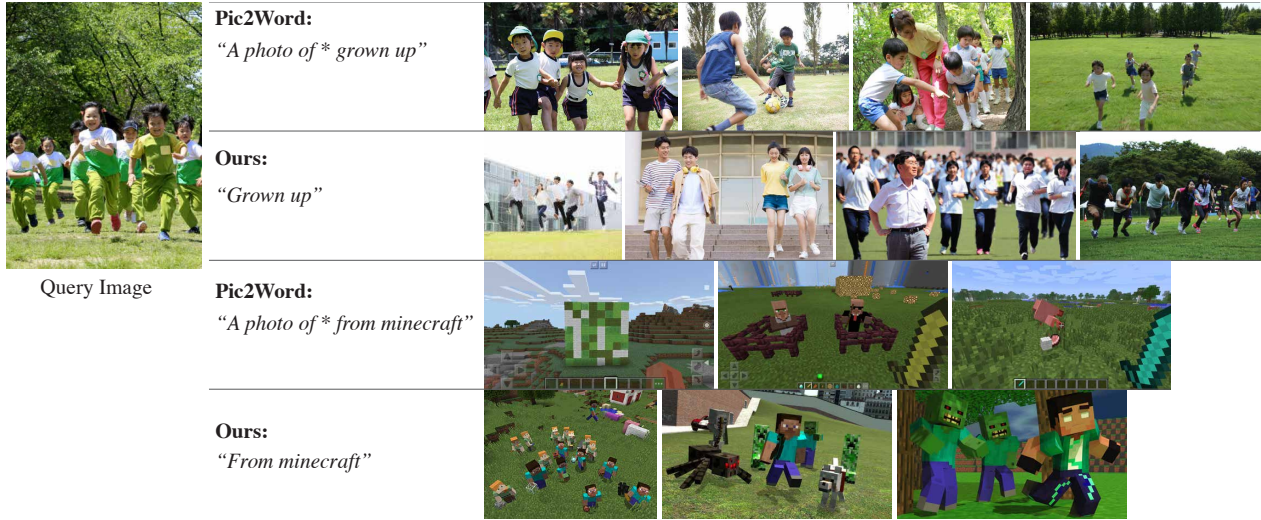 Pic2Word:
“A photo of * grown up”
Ours:
“Grown up”
Query Image
Pic2Word:
“A photo of * from minecraft”
Ours:
“From minecraft”